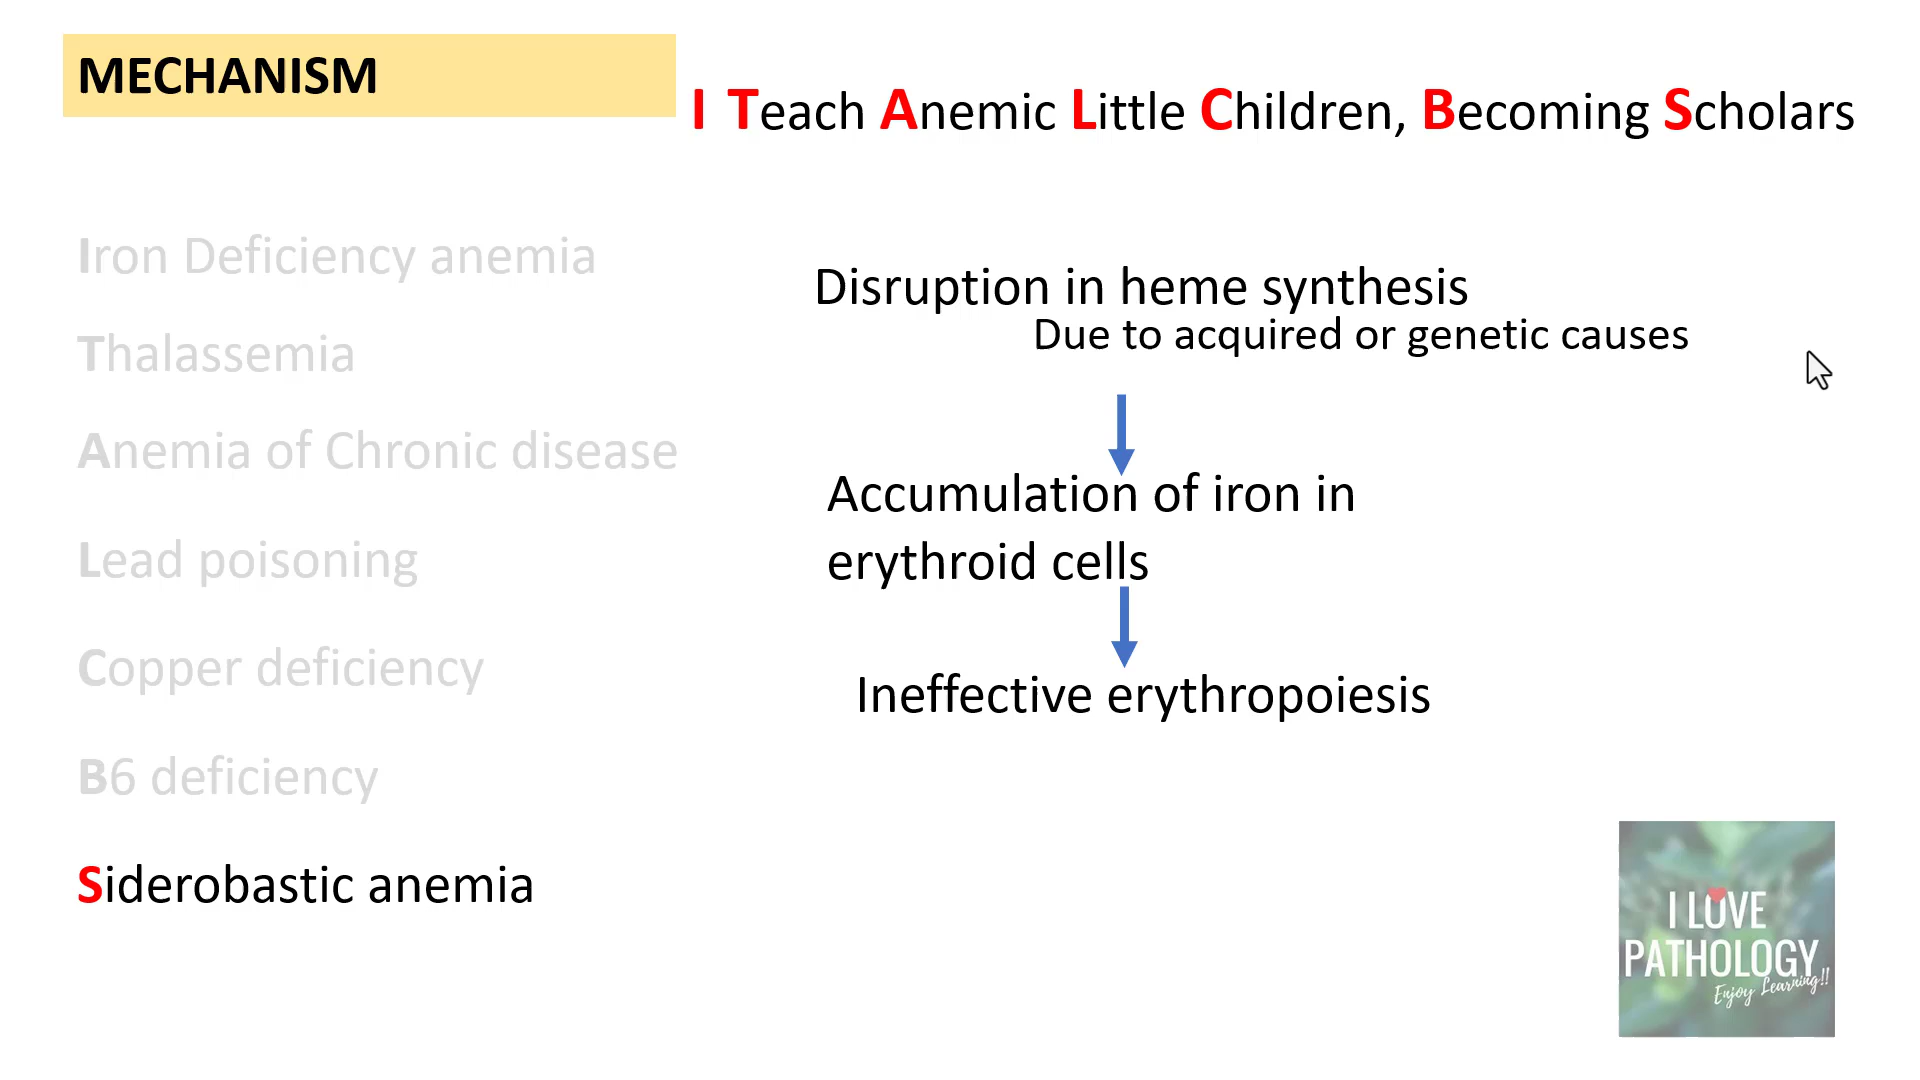 MECHANISM
I Teach Anemic Little Children, Becoming Scholars
Iron Deficiency anemia
Thalassemia
Anemia of Chronic disease
Lead poisoning
Copper deficiency
B6 deficiency
Siderobastic anemia
Disruption in heme synthesis
Due to acquired or genetic causes
Accumulation of iron in
erythroid cells
Ineffective erythropoiesis
I LOVE
PATHOLOGY
Enjoy Learning!!